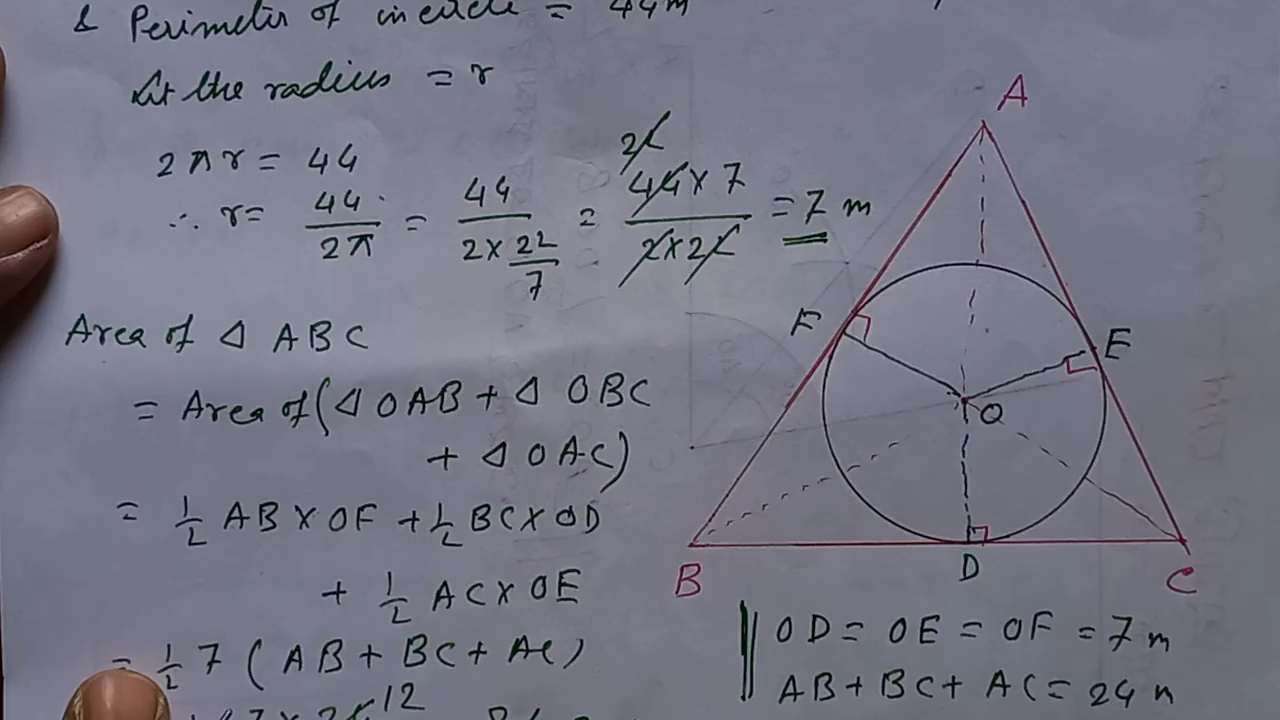 & Perimeter of incircle = 44m
Let the radius = r
2πr = 44
∴ r = 44/2π = 44/(2 × 22/7) = 44 × 7/(2 × 22) = 7 m
2
Area of △ ABC
= Area of (△ OAB + △ OBC
+ △ OAC)
= 1/2 AB × OF + 1/2 BC × OD
+ 1/2 AC × OE
= 1/2 7 (AB + BC + AC)
12
A
F
E
O
B
D
C
OD = OE = OF = 7 m
AB + BC + AC = 24 m